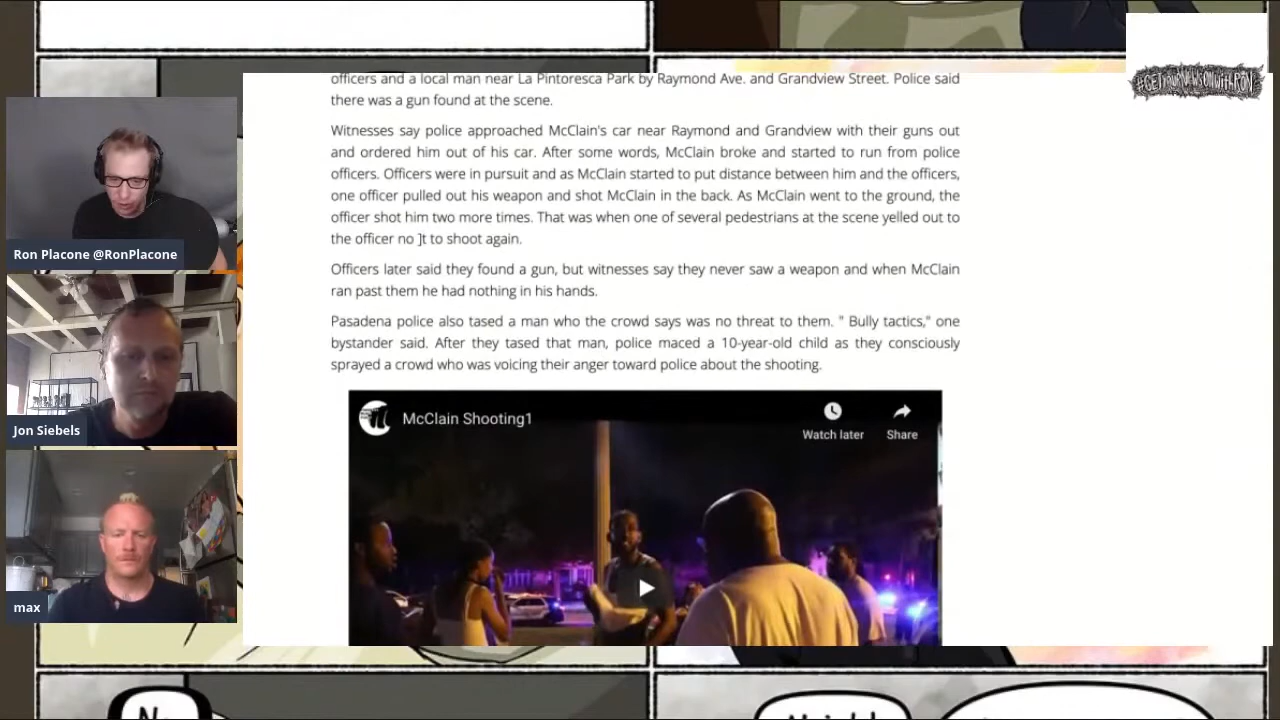 officers and a local man near La Pintoresca Park by Raymond Ave. and Grandview Street. Police said
there was a gun found at the scene.
Witnesses say police approached McClain's car near Raymond and Grandview with their guns out
and ordered him out of his car. After some words, McClain broke and started to run from police
officers. Officers were in pursuit and as McClain started to put distance between him and the officers,
one officer pulled out his weapon and shot McClain in the back. As McClain went to the ground, the
officer shot him two more times. That was when one of several pedestrians at the scene yelled out to
the officer no ]t to shoot again.
Officers later said they found a gun, but witnesses say they never saw a weapon and when McClain
ran past them he had nothing in his hands.
Pasadena police also tased a man who the crowd says was no threat to them. " Bully tactics," one
bystander said. After they tased that man, police maced a 10-year-old child as they consciously
sprayed a crowd who was voicing their anger toward police about the shooting.
McClain Shooting1
Watch later
Share
Ron Placone @RonPlacone
Jon Siebels
max
#GETYOURNEWSONWITHRON